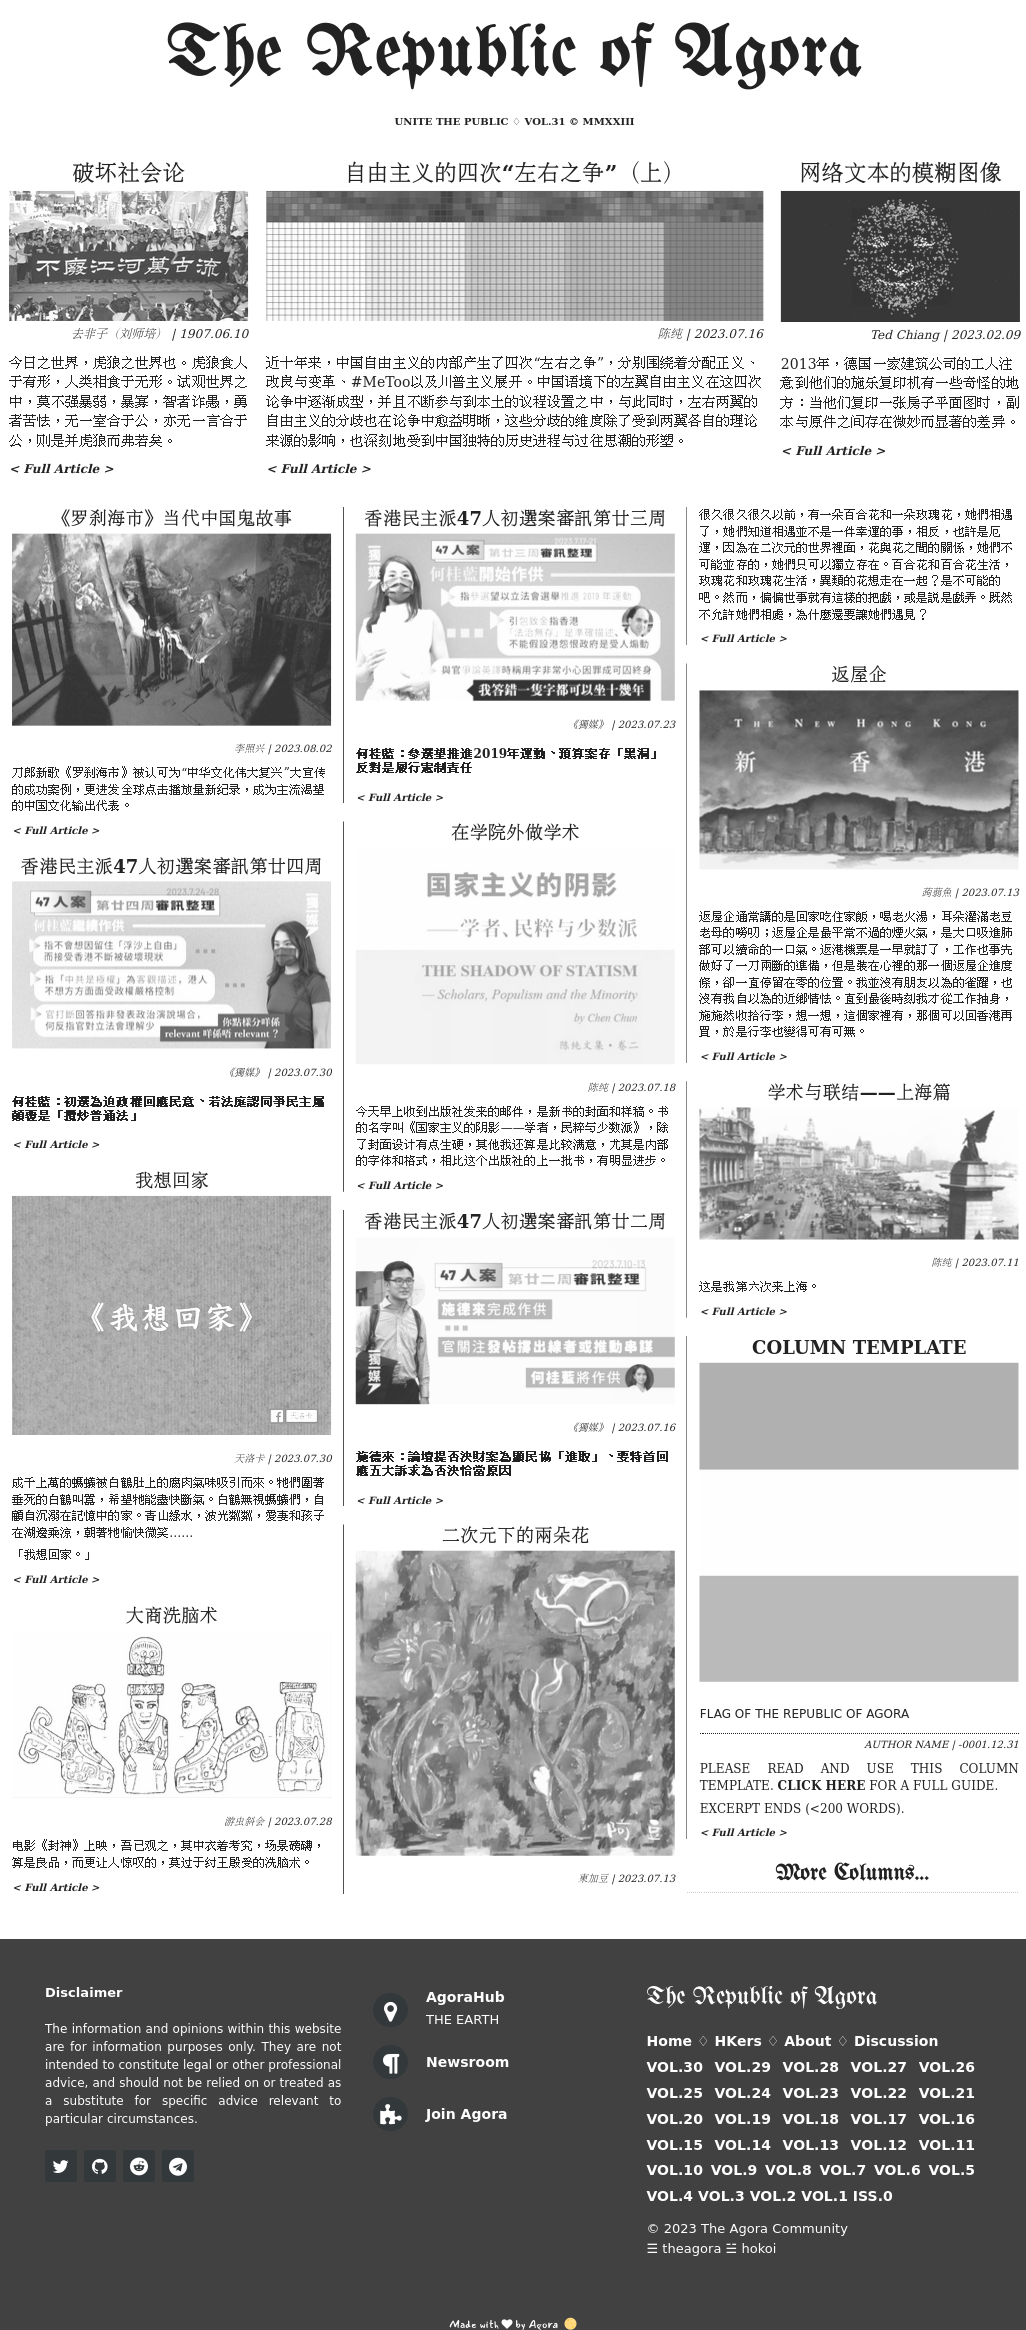 The Republic of Agora
UNITE THE PUBLIC ♢ VOL.31 © MMXXIII
破坏社会论
不廢江河萬古流
去非子（刘师培） | 1907.06.10
今日之世界，虎狼之世界也。虎狼食人
于有形，人类相食于无形。试观世界之
中，莫不强暴弱，暴寡，智者诈愚，勇
者苦怯，无一室合于公，亦无一言合于
公，则是并虎狼而弗若矣。
< Full Article >
自由主义的四次“左右之争”（上）
陈纯 | 2023.07.16
近十年来，中国自由主义的内部产生了四次“左右之争”，分别围绕着分配正义、
改良与变革、#MeToo以及川普主义展开。中国语境下的左翼自由主义在这四次
论争中逐渐成型，并且不断参与到本土的议程设置之中，与此同时，左右两翼的
自由主义的分歧也在论争中愈益明晰，这些分歧的维度除了受到两翼各自的理论
来源的影响，也深刻地受到中国独特的历史进程与过往思潮的形塑。
< Full Article >
网络文本的模糊图像
Ted Chiang | 2023.02.09
2013年，德国一家建筑公司的工人注
意到他们的施乐复印机有一些奇怪的地
方：当他们复印一张房子平面图时，副
本与原件之间存在微妙而显著的差异。
< Full Article >
《罗刹海市》当代中国鬼故事
李照兴 | 2023.08.02
刀郎新歌《罗刹海市》被认可为“中华文化伟大复兴”大宣传
的成功案例，更迸发全球点击播放量新纪录，成为主流渴望
的中国文化输出代表。
< Full Article >
香港民主派47人初選案審訊第廿四周
2023.7.24-28
47 人案 第廿四周審訊整理
何桂藍繼續作供
指不會想因留住「浮沙上自由」
而接受香港不斷被破壞現狀
指「中共是極權」為客觀描述，港人
不想方方面面受政權嚴格控制
官打斷回答指非發表政治演說場合，
何反指官對立法會理解少
你點樣分咩係
relevant 咩係唔 relevant？
獨媒
《獨媒》 | 2023.07.30
何桂藍：初選為迫政權回應民意、若法庭認同爭民主屬
顛覆是「攬炒普通法」
< Full Article >
我想回家
《我想回家》
天洛卡
天洛卡 | 2023.07.30
成千上萬的螞蟻被白鶴肚上的腐肉氣味吸引而來。牠們圍著
垂死的白鶴叫囂，希望牠能盡快斷氣。白鶴無視螞蟻們，自
顧自沉溺在記憶中的家。青山綠水，波光粼粼，愛妻和孩子
在湖邊乘涼，朝著牠愉快微笑……
「我想回家。」
< Full Article >
大商洗脑术
游虫斜会 | 2023.07.28
电影《封神》上映，吾已观之，其中衣着考究，场景磅礴，
算是良品，而更让人惊叹的，莫过于纣王殷受的洗脑术。
< Full Article >
香港民主派47人初選案審訊第廿三周
2023.7.17-21
47 人案 第廿三周審訊整理
何桂藍開始作供
指參選望以立法會選舉推進 2019 年運動
引包致金指香港
「法治無存」是準確描述、
不能假設港怨恨政府是受人煽動
與官爭論英譯時稱用字非常小心因罪成可囚終身
我答錯一隻字都可以坐十幾年
《獨媒》 | 2023.07.23
何桂藍：參選望推進2019年運動、預算案存「黑洞」
反對是履行憲制責任
< Full Article >
在学院外做学术
国家主义的阴影
——学者、民粹与少数派
THE SHADOW OF STATISM
— Scholars, Populism and the Minority
by Chen Chun
陈纯文集・卷二
陈纯 | 2023.07.18
今天早上收到出版社发来的邮件，是新书的封面和样稿。书
的名字叫《国家主义的阴影——学者，民粹与少数派》，除
了封面设计有点生硬，其他我还算是比较满意，尤其是内部
的字体和格式，相比这个出版社的上一批书，有明显进步。
< Full Article >
香港民主派47人初選案審訊第廿二周
2023.7.10-13
47 人案 第廿二周審訊整理
施德來完成作供
官關注發帖擲出線者或推動串謀
何桂藍將作供
獨媒
《獨媒》 | 2023.07.16
施德來：論壇提否決財案為顯民協「進取」、要特首回
應五大訴求為否決恰當原因
< Full Article >
二次元下的兩朵花
阿豆
東加豆 | 2023.07.13
很久很久很久以前，有一朵百合花和一朵玫瑰花，她們相遇
了，她們知道相遇並不是一件幸運的事，相反，也許是厄
運，因為在二次元的世界裡面，花與花之間的關係，她們不
可能並存的，她們只可以獨立存在。百合花和百合花生活，
玫瑰花和玫瑰花生活，異類的花想走在一起？是不可能的
吧。然而，偏偏世事就有這樣的把戲，或是說是戲弄。既然
不允許她們相處，為什麼還要讓她們遇見？
< Full Article >
返屋企
THE NEW HONG KONG
新 香 港
蒟蒻魚 | 2023.07.13
返屋企通常講的是回家吃住家飯，喝老火湯，耳朵灌滿老豆
老母的嘮叨；返屋企是最平常不過的煙火氣，是大口吸進肺
部可以續命的一口氣。返港機票是一早就訂了，工作也事先
做好了一刀兩斷的準備，但是裝在心裡的那一個返屋企進度
條，卻一直停留在零的位置。我並沒有朋友以為的雀躍，也
沒有我自以為的近鄉情怯。直到最後時刻我才從工作抽身，
施施然收拾行李，想一想，這個家裡有，那個可以回香港再
買，於是行李也變得可有可無。
< Full Article >
学术与联结——上海篇
陈纯 | 2023.07.11
这是我第六次来上海。
< Full Article >
COLUMN TEMPLATE
FLAG OF THE REPUBLIC OF AGORA
AUTHOR NAME | -0001.12.31
PLEASE READ AND USE THIS COLUMN
TEMPLATE. CLICK HERE FOR A FULL GUIDE.
EXCERPT ENDS (<200 WORDS).
< Full Article >
More Columns...
Disclaimer
The information and opinions within this website
are for information purposes only. They are not
intended to constitute legal or other professional
advice, and should not be relied on or treated as
a substitute for specific advice relevant to
particular circumstances.
AgoraHub
THE EARTH
Newsroom
Join Agora
The Republic of Agora
Home ♢ HKers ♢ About ♢ Discussion
VOL.30 VOL.29 VOL.28 VOL.27 VOL.26
VOL.25 VOL.24 VOL.23 VOL.22 VOL.21
VOL.20 VOL.19 VOL.18 VOL.17 VOL.16
VOL.15 VOL.14 VOL.13 VOL.12 VOL.11
VOL.10 VOL.9 VOL.8 VOL.7 VOL.6 VOL.5
VOL.4 VOL.3 VOL.2 VOL.1 ISS.0
© 2023 The Agora Community
☰ theagora ☱ hokoi
Made with ♥ by Agora